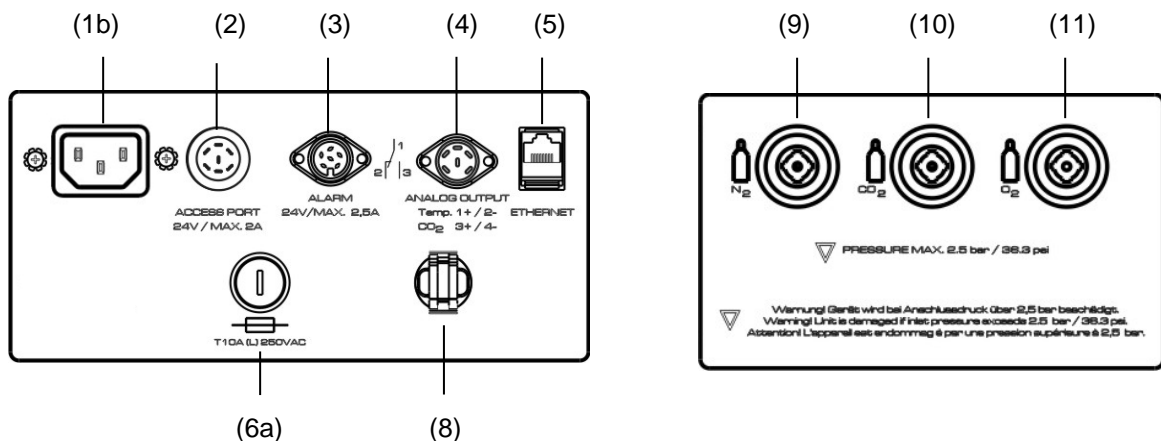 (1b) (2) (3) (4) (5)
1
2 3
ACCESS PORT
24V / MAX. 2A
ALARM
24V/MAX. 2,5A
ANALOG OUTPUT
Temp. 1+ / 2-
CO2 3+ / 4-
ETHERNET
T10A (L) 250VAC
(6a) (8)
(9) (10) (11)
N2 CO2 O2
PRESSURE MAX. 2.5 bar / 36.3 psi
Warnung! Gerät wird bei Anschlussdruck über 2,5 bar beschädigt.
Warning! Unit is damaged if inlet pressure exceeds 2.5 bar / 36.3 psi.
Attention! L'appareil est endommag é par une pression supérieure à 2,5 bar.